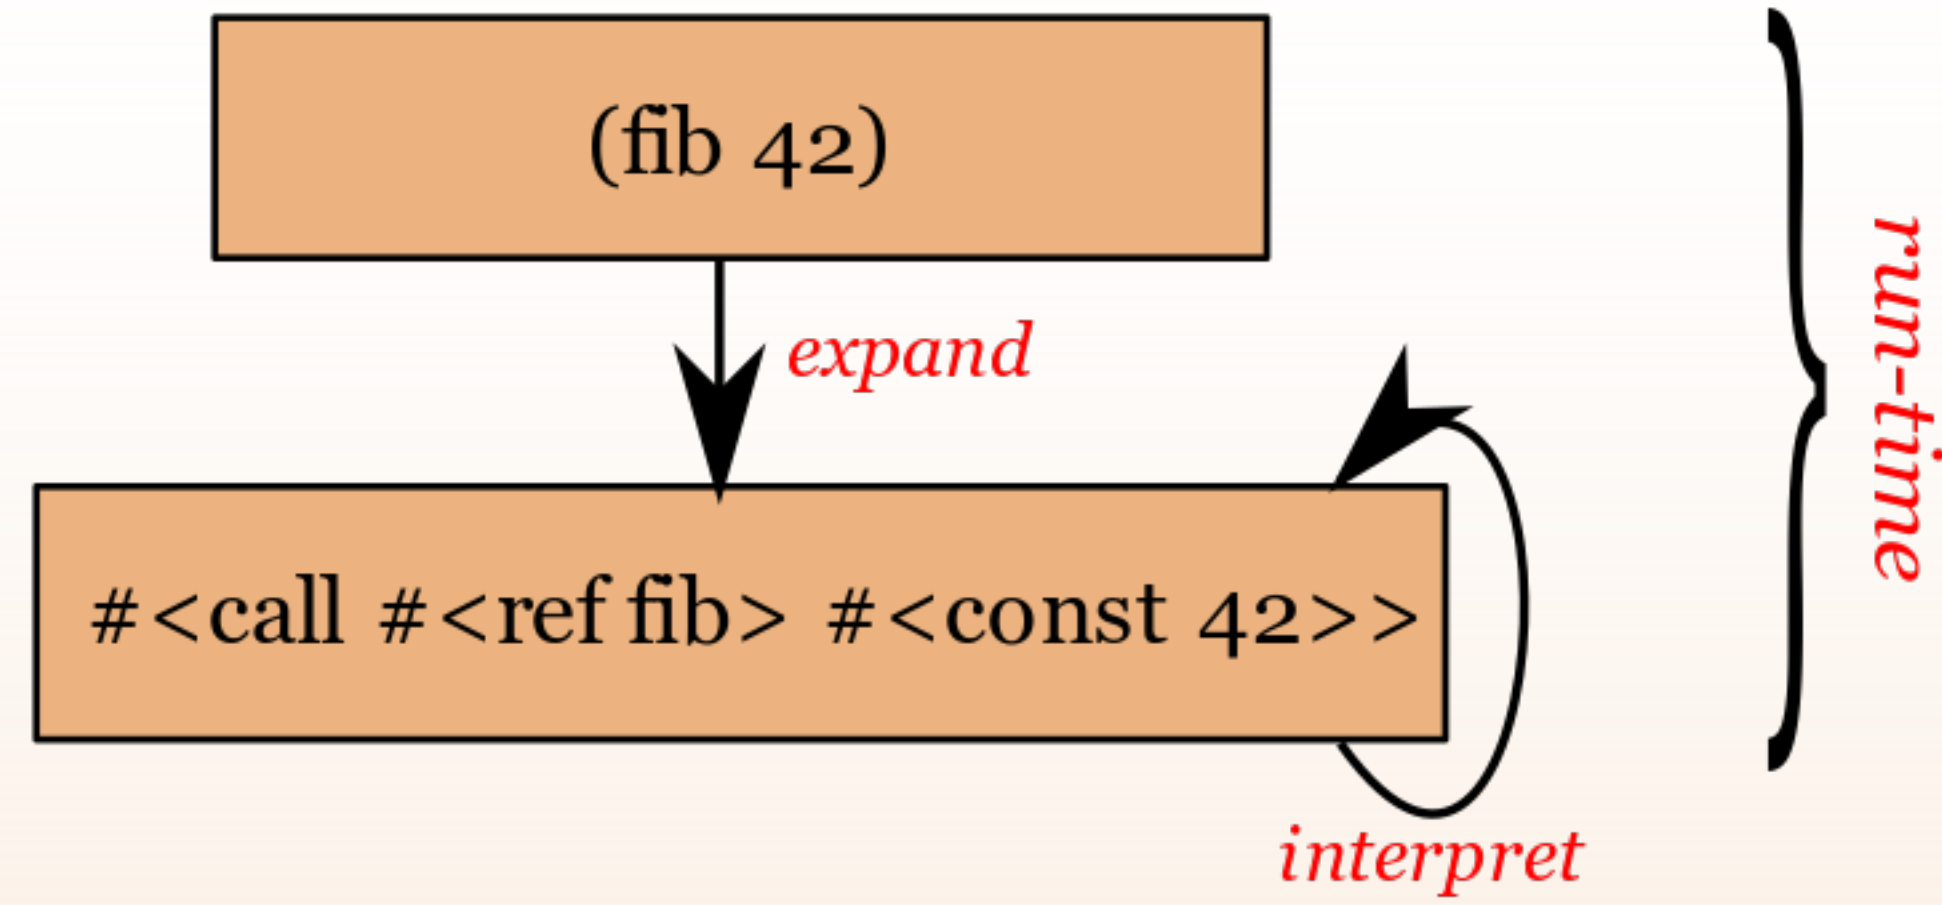 (fib 42)
expand
run-time
#<call #<ref fib> #<const 42>>
interpret